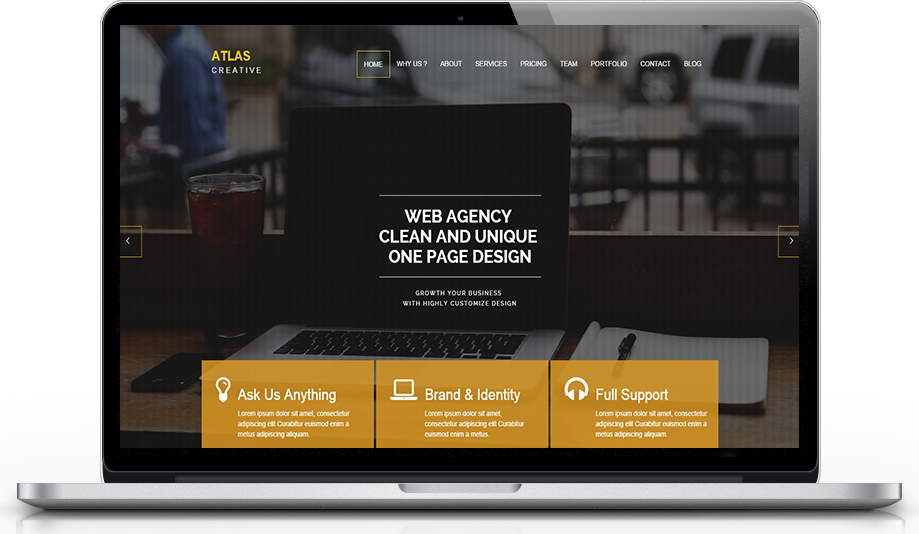 ATLAS
CREATIVE
HOME WHY US ? ABOUT SERVICES PRICING TEAM PORTFOLIO CONTACT BLOG
WEB AGENCY
CLEAN AND UNIQUE
ONE PAGE DESIGN
GROWTH YOUR BUSINESS
WITH HIGHLY CUSTOMIZE DESIGN
Ask Us Anything
Lorem ipsum dolor sit amet, consectetur
adipiscing elit Curabitur euismod enim a
metus adipiscing aliquam.
Brand & Identity
Lorem ipsum dolor sit amet,
consectetur adipiscing elit Curabitur
euismod enim a metus.
Full Support
Lorem ipsum dolor sit amet, consectetur
adipiscing elit Curabitur euismod enim a
metus adipiscing aliquam.